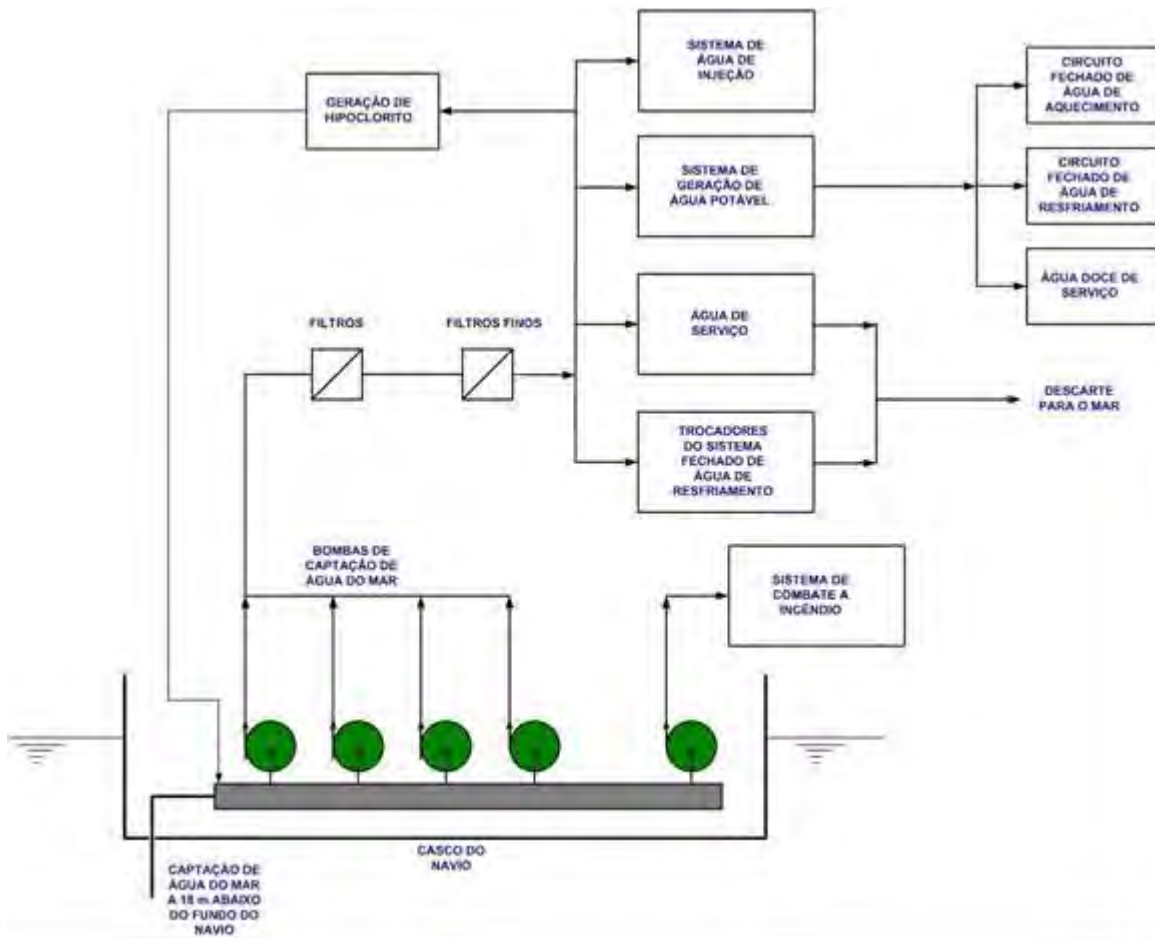 SISTEMA DE
ÁGUA DE
INJEÇÃO
CIRCUITO
FECHADO DE
ÁGUA DE
AQUECIMENTO
GERAÇÃO DE
HIPOCLORITO
SISTEMA DE
GERAÇÃO DE
ÁGUA POTÁVEL
CIRCUITO
FECHADO DE
ÁGUA DE
RESFRIAMENTO
ÁGUA DOCE DE
SERVIÇO
ÁGUA DE
SERVIÇO
FILTROS
FILTROS FINOS
DESCARTE
PARA O MAR
TROCADORES
DO SISTEMA
FECHADO DE
ÁGUA DE
RESFRIAMENTO
BOMBAS DE
CAPTAÇÃO DE
ÁGUA DO MAR
SISTEMA DE
COMBATE A
INCÊNDIO
CASCO DO
NAVIO
CAPTAÇÃO DE
ÁGUA DO MAR
A 18 m ABAIXO
DO FUNDO DO
NAVIO